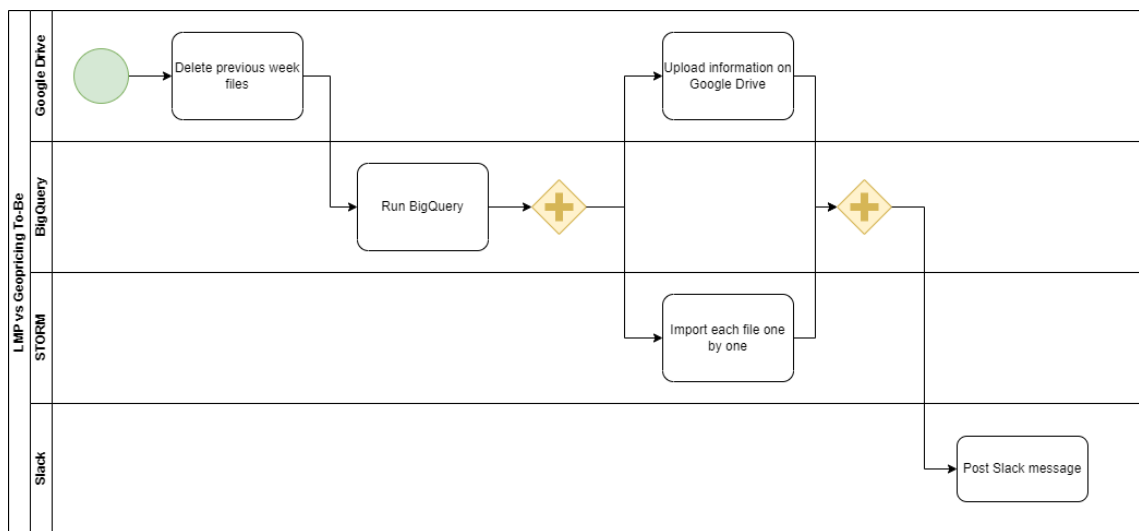 LMP vs Geopricing To-Be
Google Drive
Delete previous week
files
Upload information on
Google Drive
BigQuery
Run BigQuery
STORM
Import each file one
by one
Slack
Post Slack message